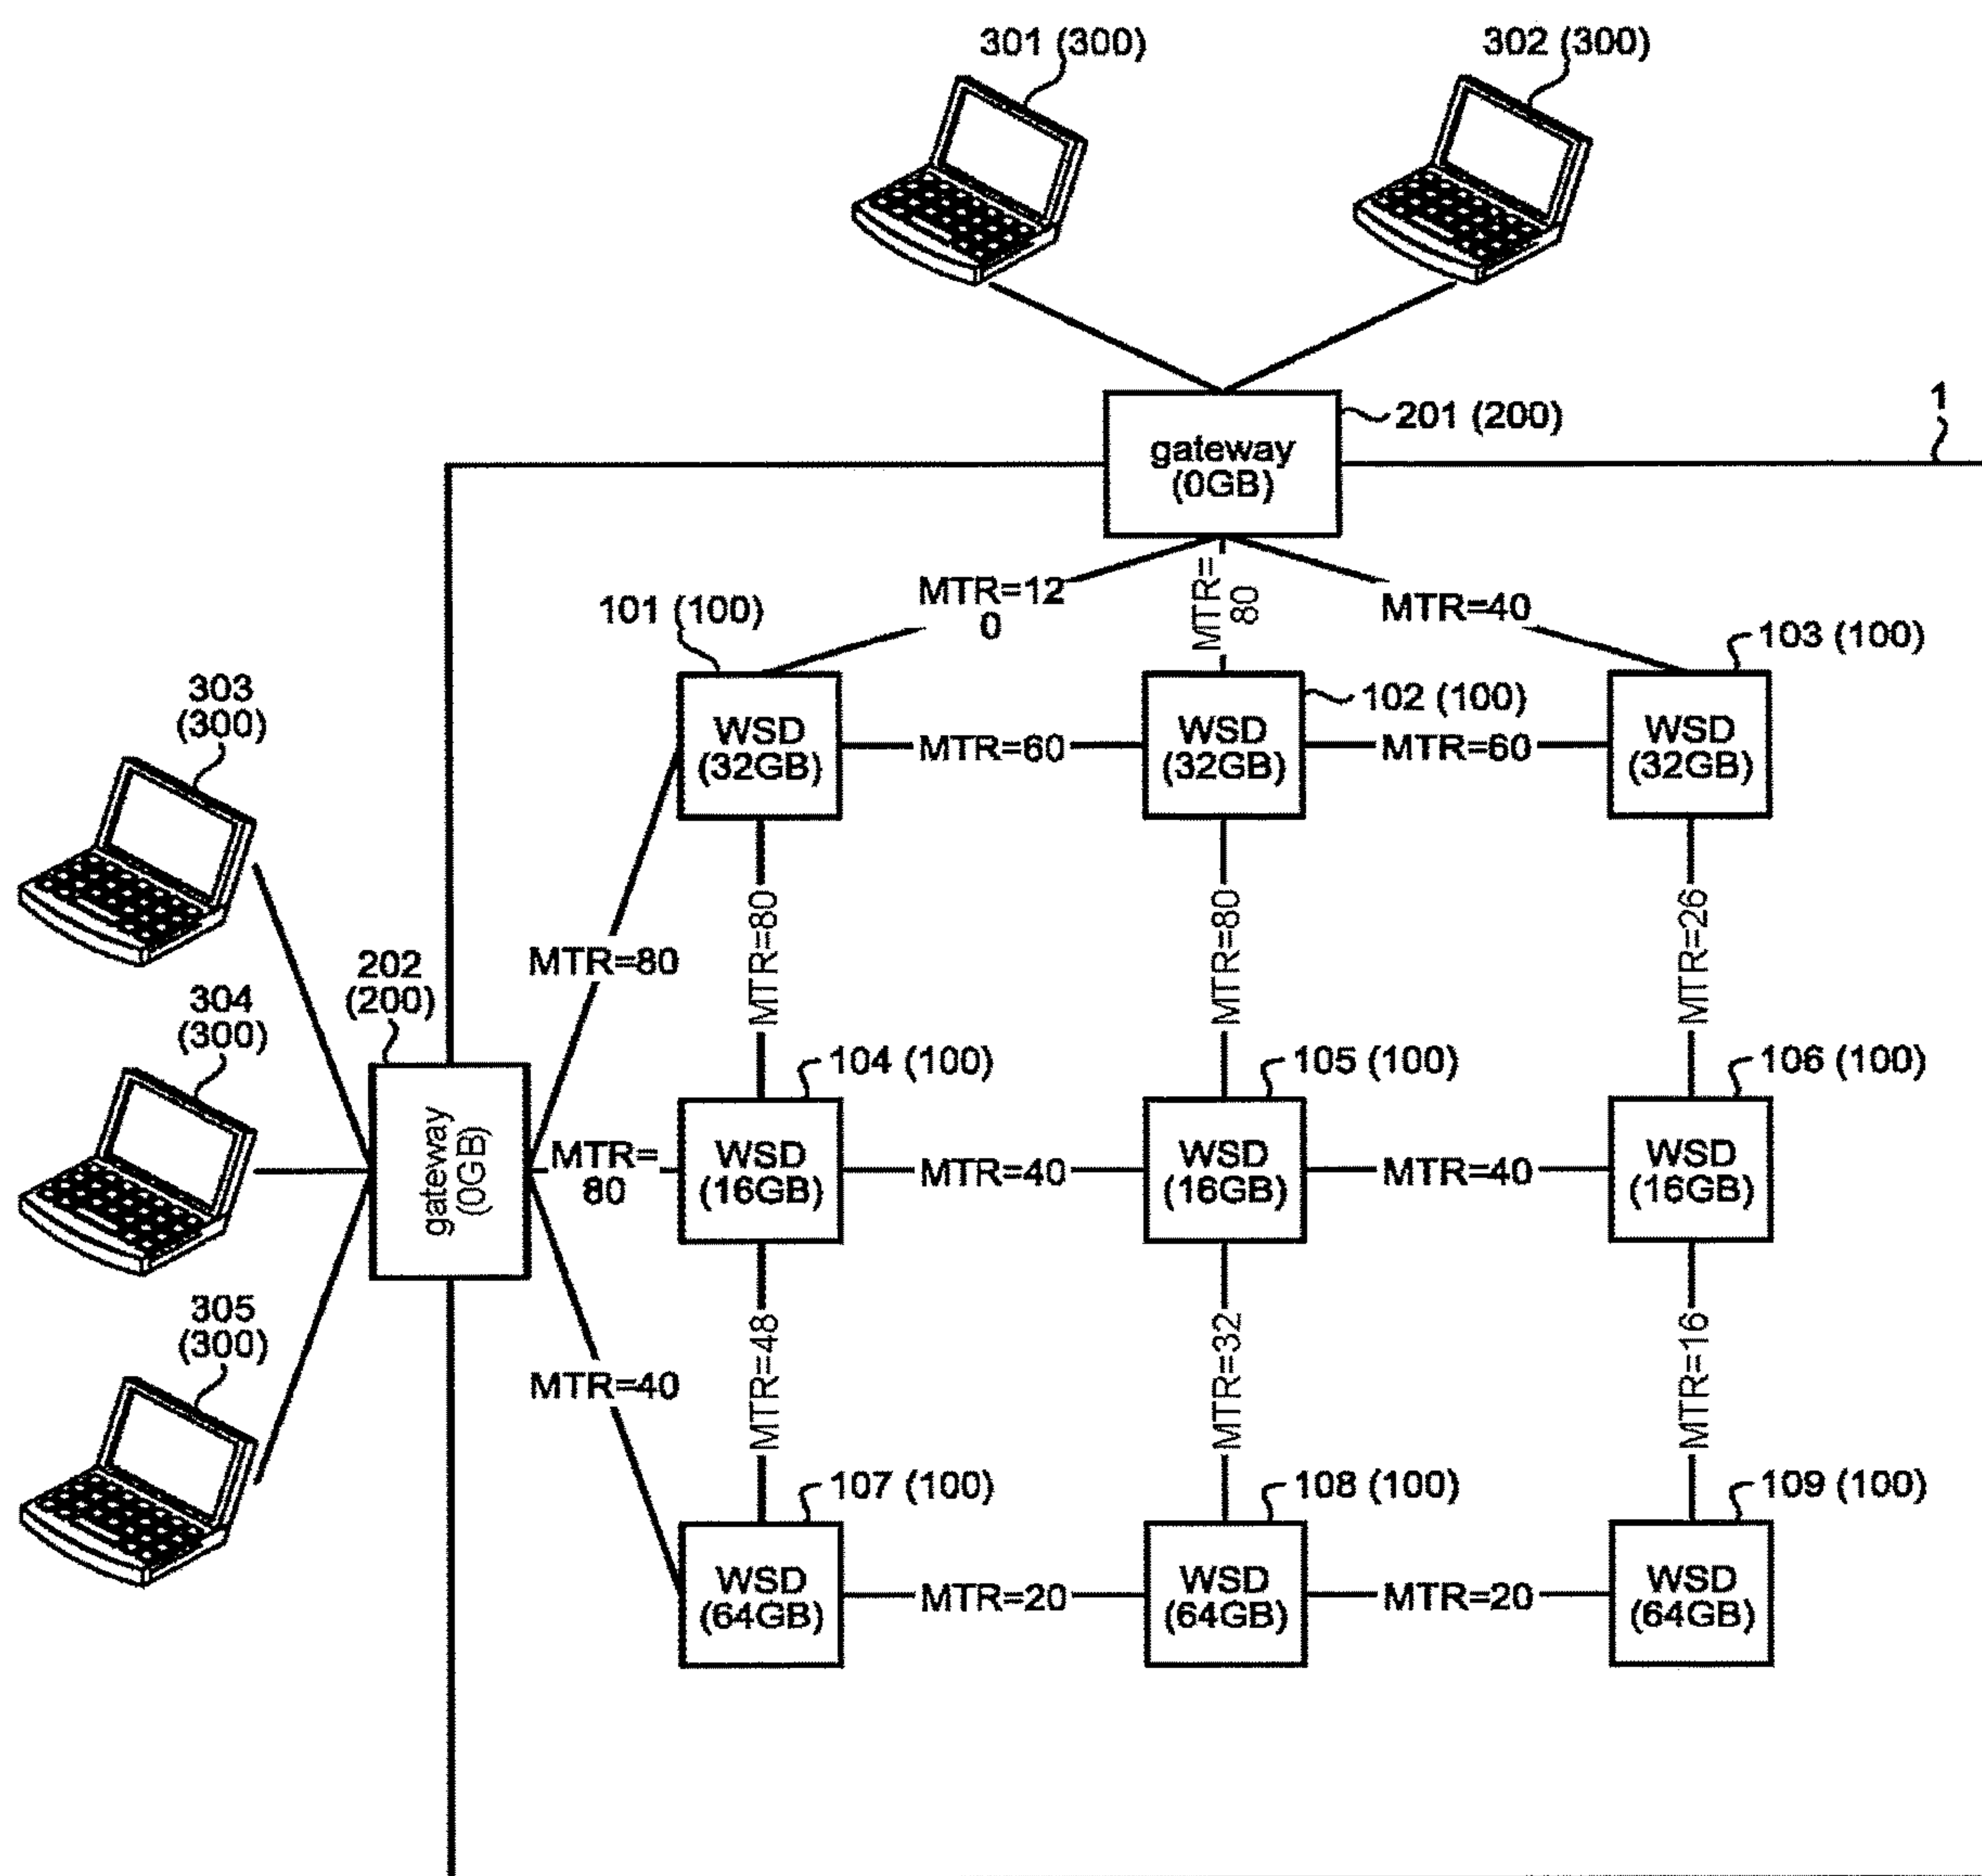 301 (300)
302 (300)
201 (200)
1
gateway
(0GB)
MTR=12
0
MTR=
80
MTR=40
101 (100)
103 (100)
303
(300)
102 (100)
WSD
(32GB)
MTR=60
WSD
(32GB)
MTR=60
WSD
(32GB)
MTR=80
MTR=80
MTR=80
MTR=26
202
(200)
304
(300)
104 (100)
105 (100)
106 (100)
gateway
(0GB)
MTR=
80
WSD
(16GB)
MTR=40
WSD
(16GB)
MTR=40
WSD
(16GB)
305
(300)
MTR=40
MTR=48
MTR=32
MTR=16
107 (100)
108 (100)
109 (100)
WSD
(64GB)
MTR=20
WSD
(64GB)
MTR=20
WSD
(64GB)